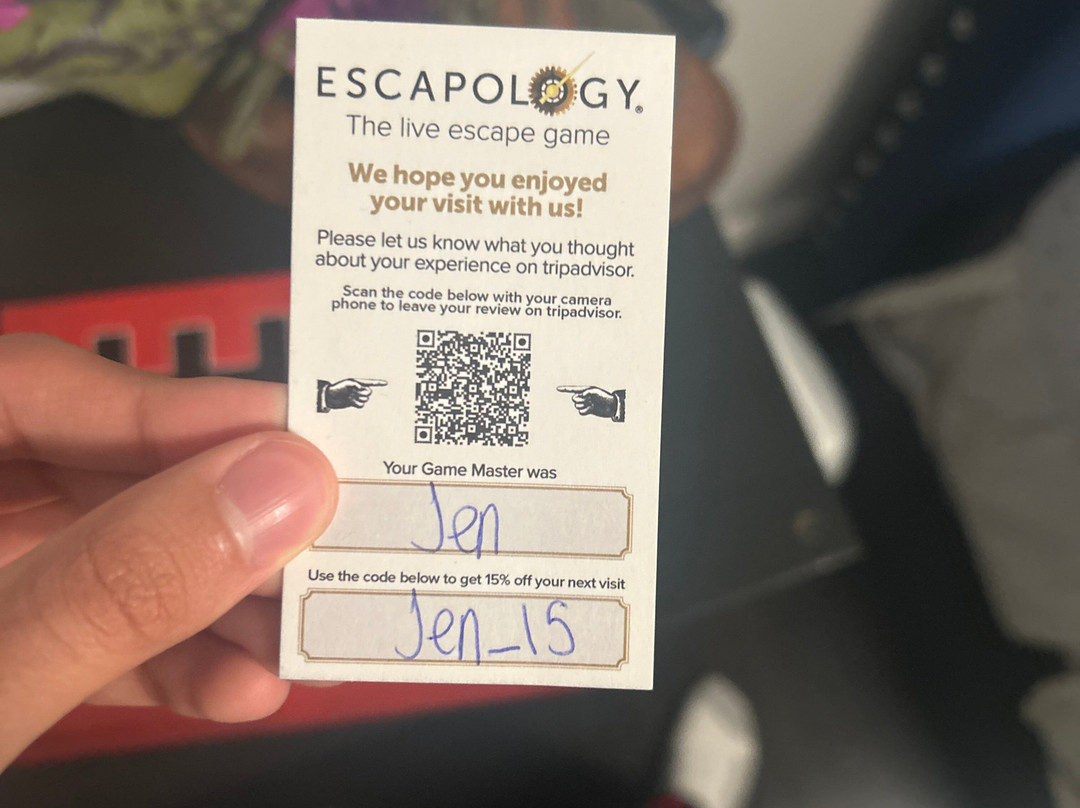 ESCAPOLOGY®
The live escape game
We hope you enjoyed
your visit with us!
Please let us know what you thought
about your experience on tripadvisor.
Scan the code below with your camera
phone to leave your review on tripadvisor.
Your Game Master was
Jen
Use the code below to get 15% off your next visit
Jen_15